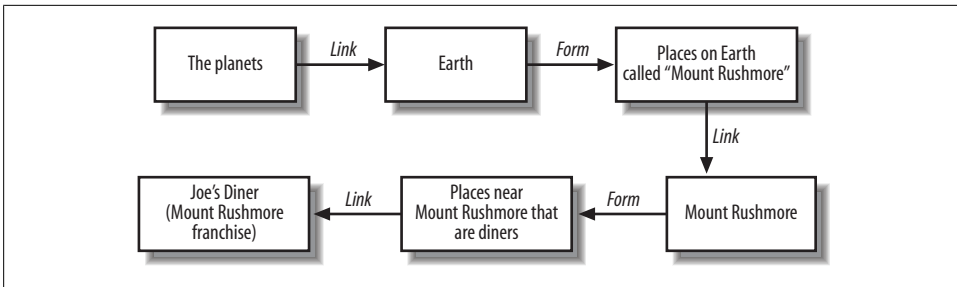 The planets
Link
Earth
Form
Places on Earth
called “Mount Rushmore”
Link
Mount Rushmore
Form
Places near
Mount Rushmore that
are diners
Link
Joe’s Diner
(Mount Rushmore
franchise)